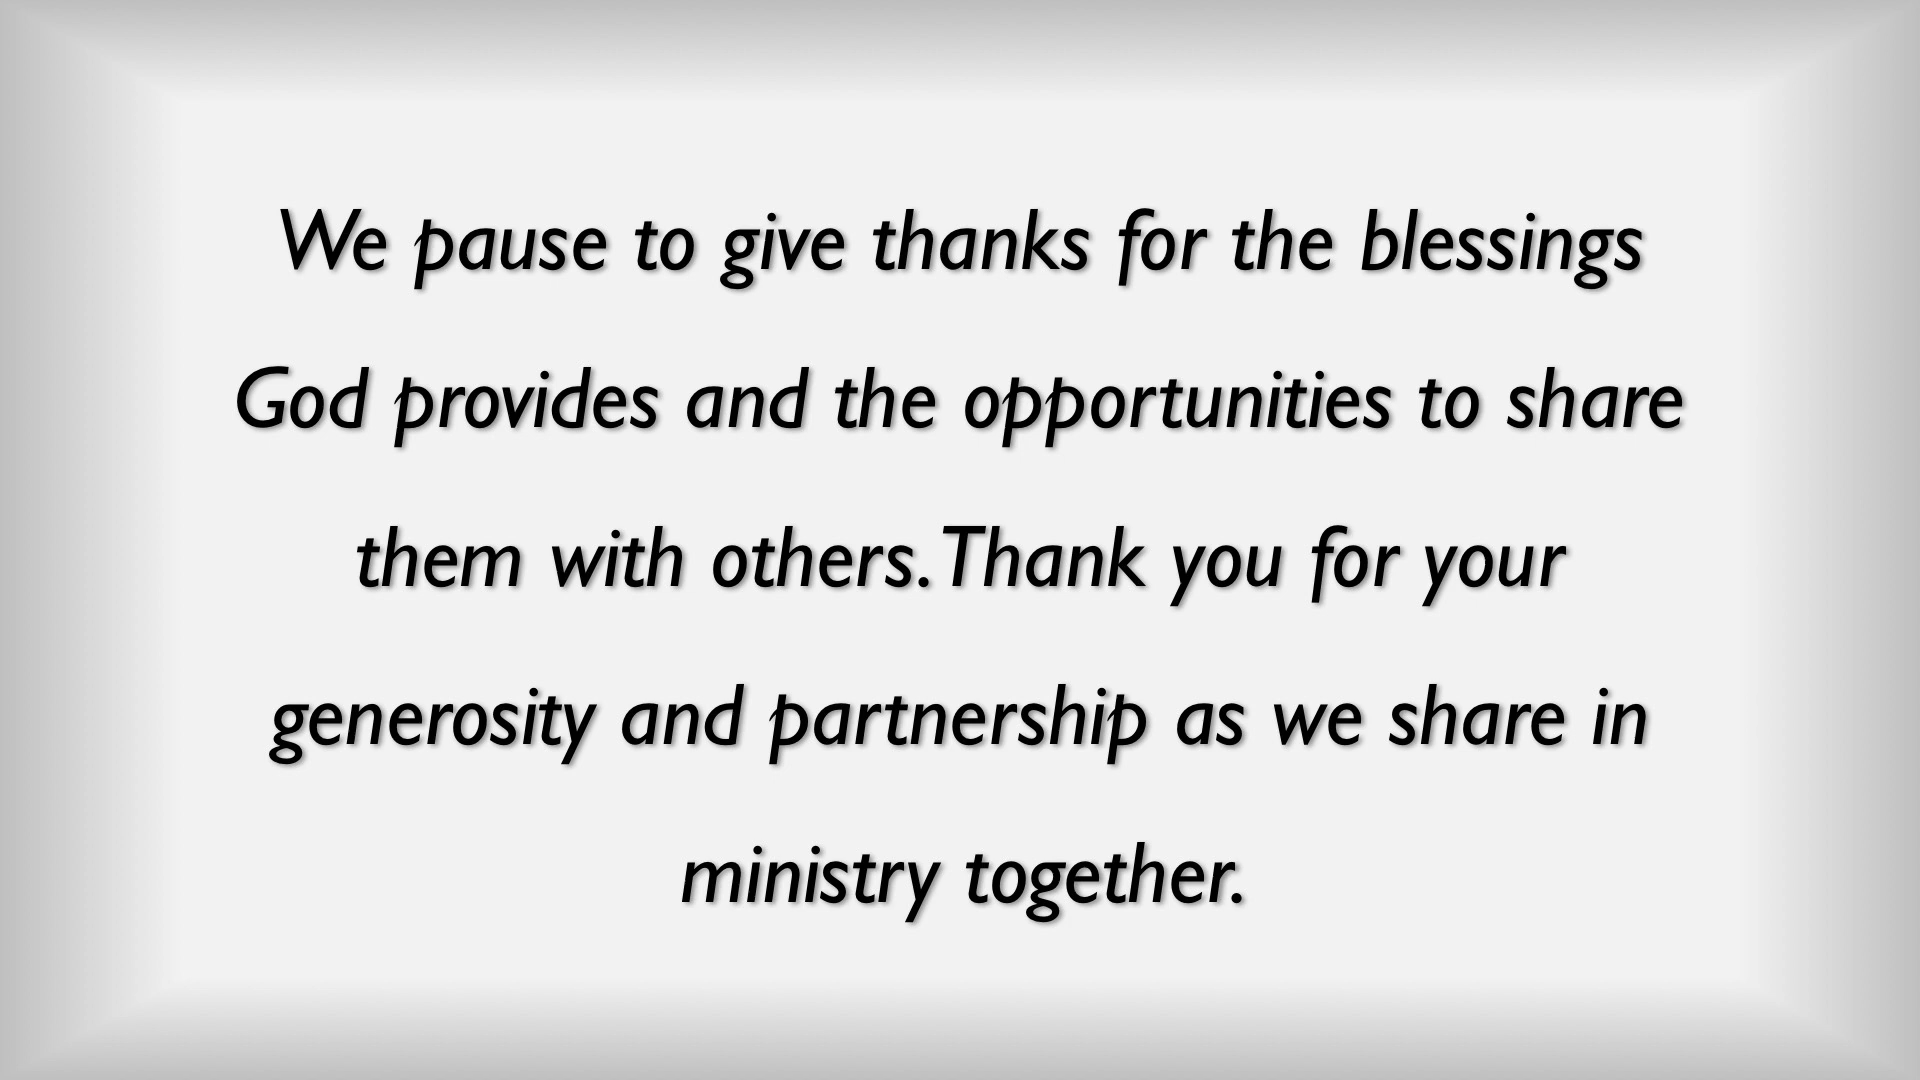 We pause to give thanks for the blessings
God provides and the opportunities to share
them with others. Thank you for your
generosity and partnership as we share in
ministry together.